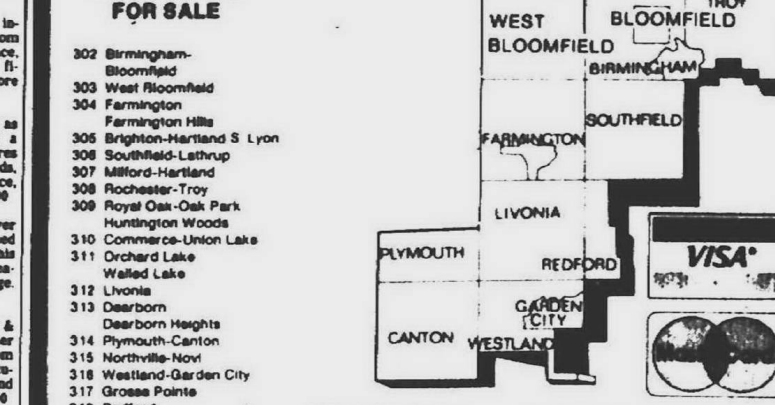 FOR SALE
302 Birmingham-
Bloomfield
303 West Bloomfield
304 Farmington
Farmington Hills
305 Brighton-Hartland S Lyon
306 Southfield-Lathrup
307 Milford-Hartland
308 Rochester-Troy
309 Royal Oak-Oak Park
Huntington Woods
310 Commerce-Union Lake
311 Orchard Lake
Walled Lake
312 Livonia
313 Dearborn
Dearborn Heights
314 Plymouth-Canton
315 Northville-Novi
316 Westland-Garden City
317 Grosse Pointe
TROY
WEST
BLOOMFIELD
BLOOMFIELD
BIRMINGHAM
SOUTHFIELD
FARMINGTON
LIVONIA
PLYMOUTH
REDFORD
GARDEN
CITY
CANTON
WESTLAND
VISA
MasterCard